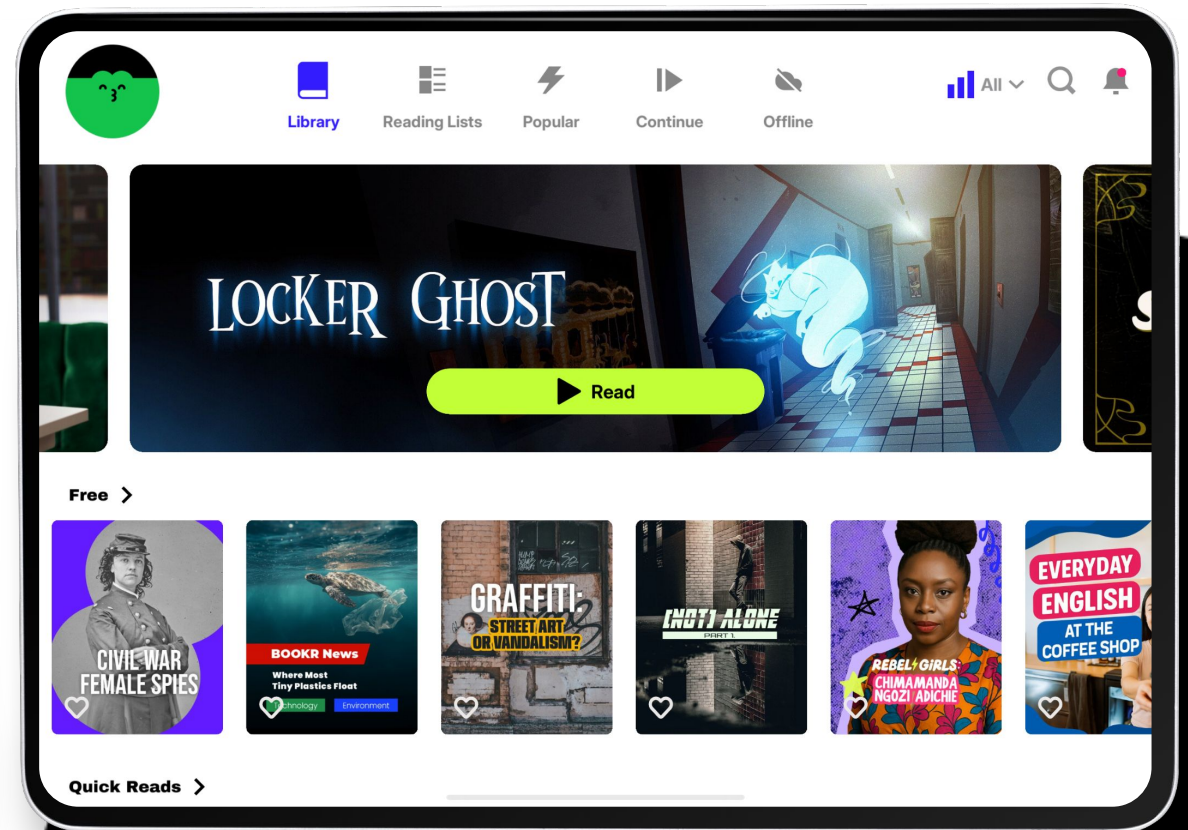 Library
Reading Lists
Popular
Continue
Offline
All
LOCKER GHOST
Read
Free
CIVIL WAR
FEMALE SPIES
BOOKR News
Where Most
Tiny Plastics Float
Environment
GRAFFITI:
STREET ART
OR VANDALISM?
[NOT] ALONE
PART 1.
REBEL GIRLS:
CHIMAMANDA
NGOZI ADICHIE
EVERYDAY
ENGLISH
AT THE
COFFEE SHOP
Quick Reads